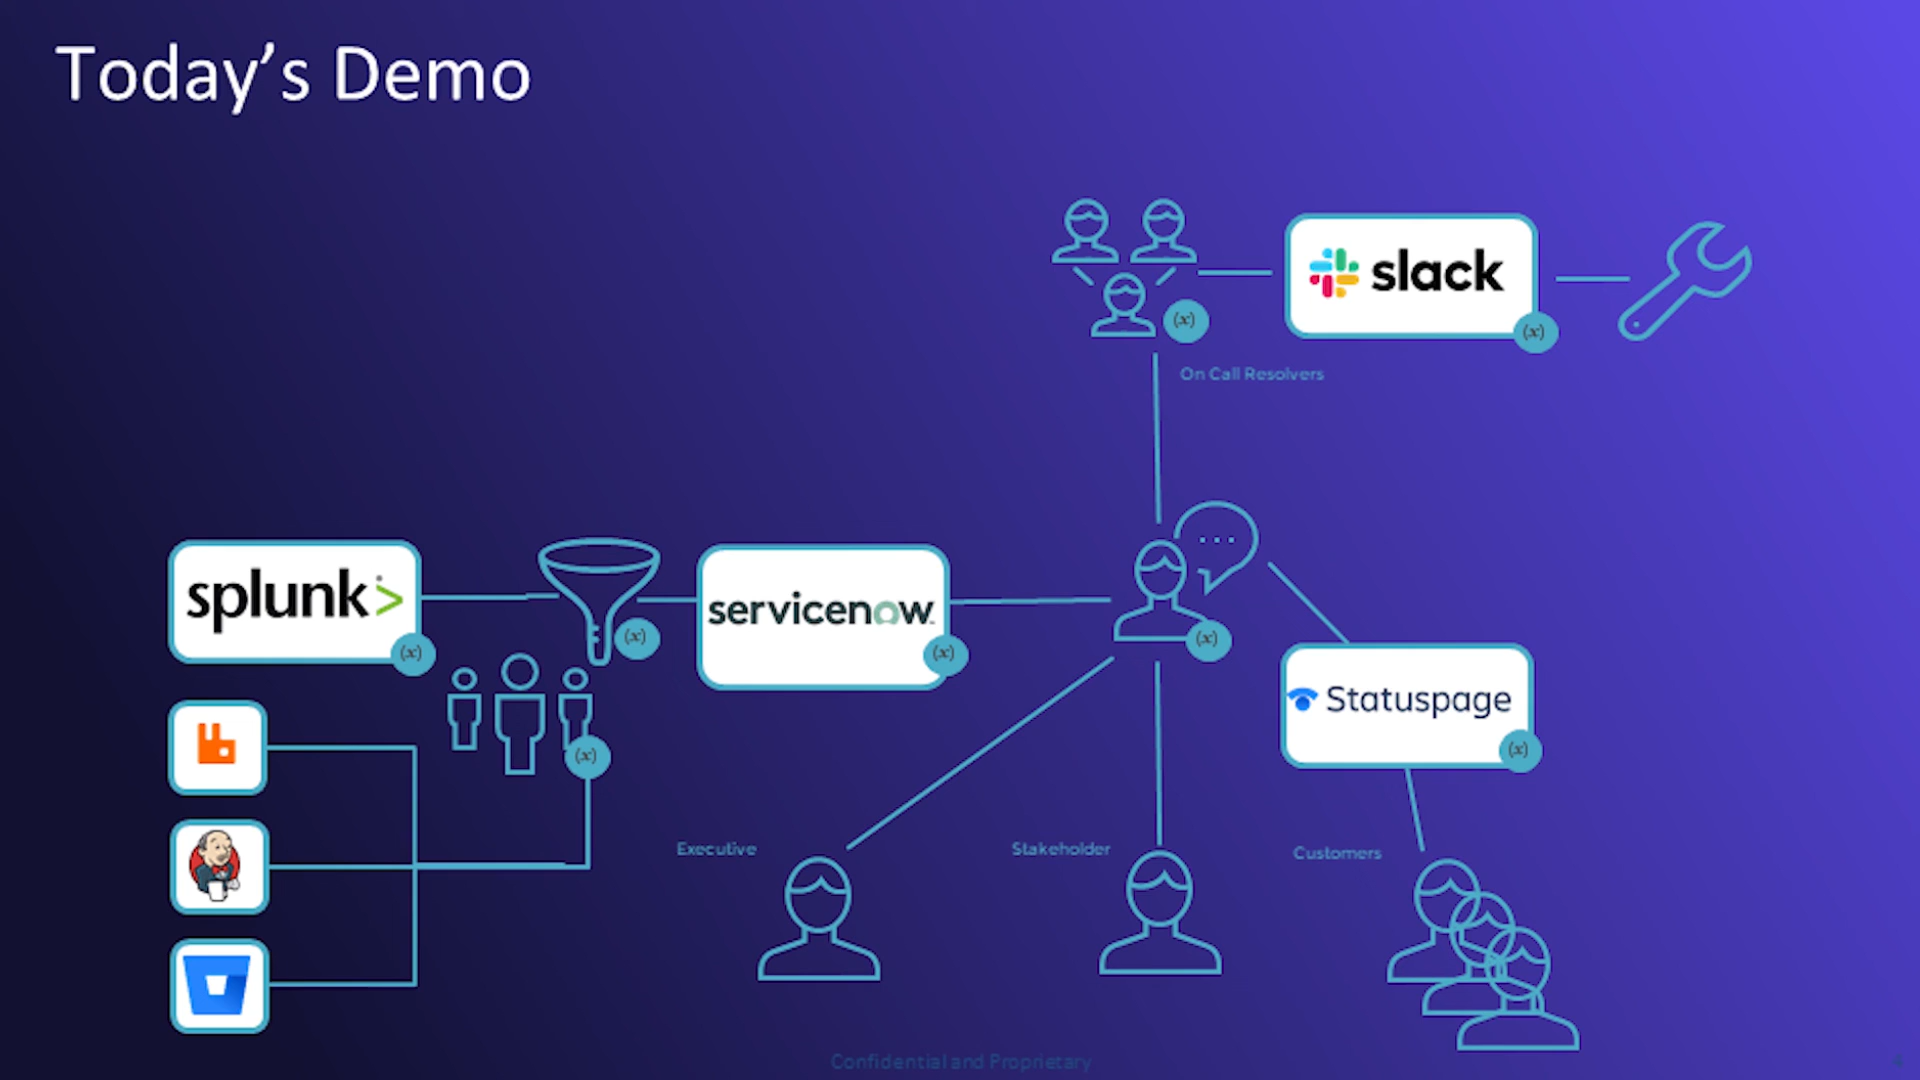 Today’s Demo
slack
(x)
(x)
On Call Resolvers
splunk>
(x)
(x)
servicenow
(x)
...
(x)
(x)
Statuspage
(x)
Executive
Stakeholder
Customers
Confidential and Proprietary